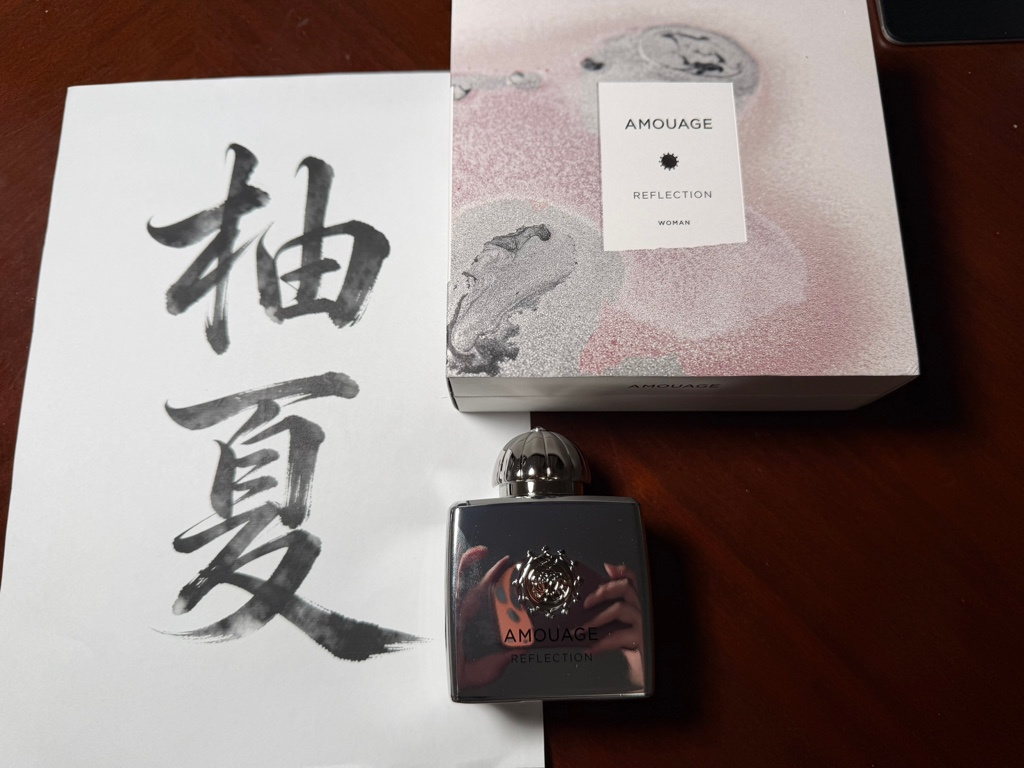 柚
夏
AMOUAGE
REFLECTION
WOMAN
AMOUAGE
AMOUAGE
REFLECTION